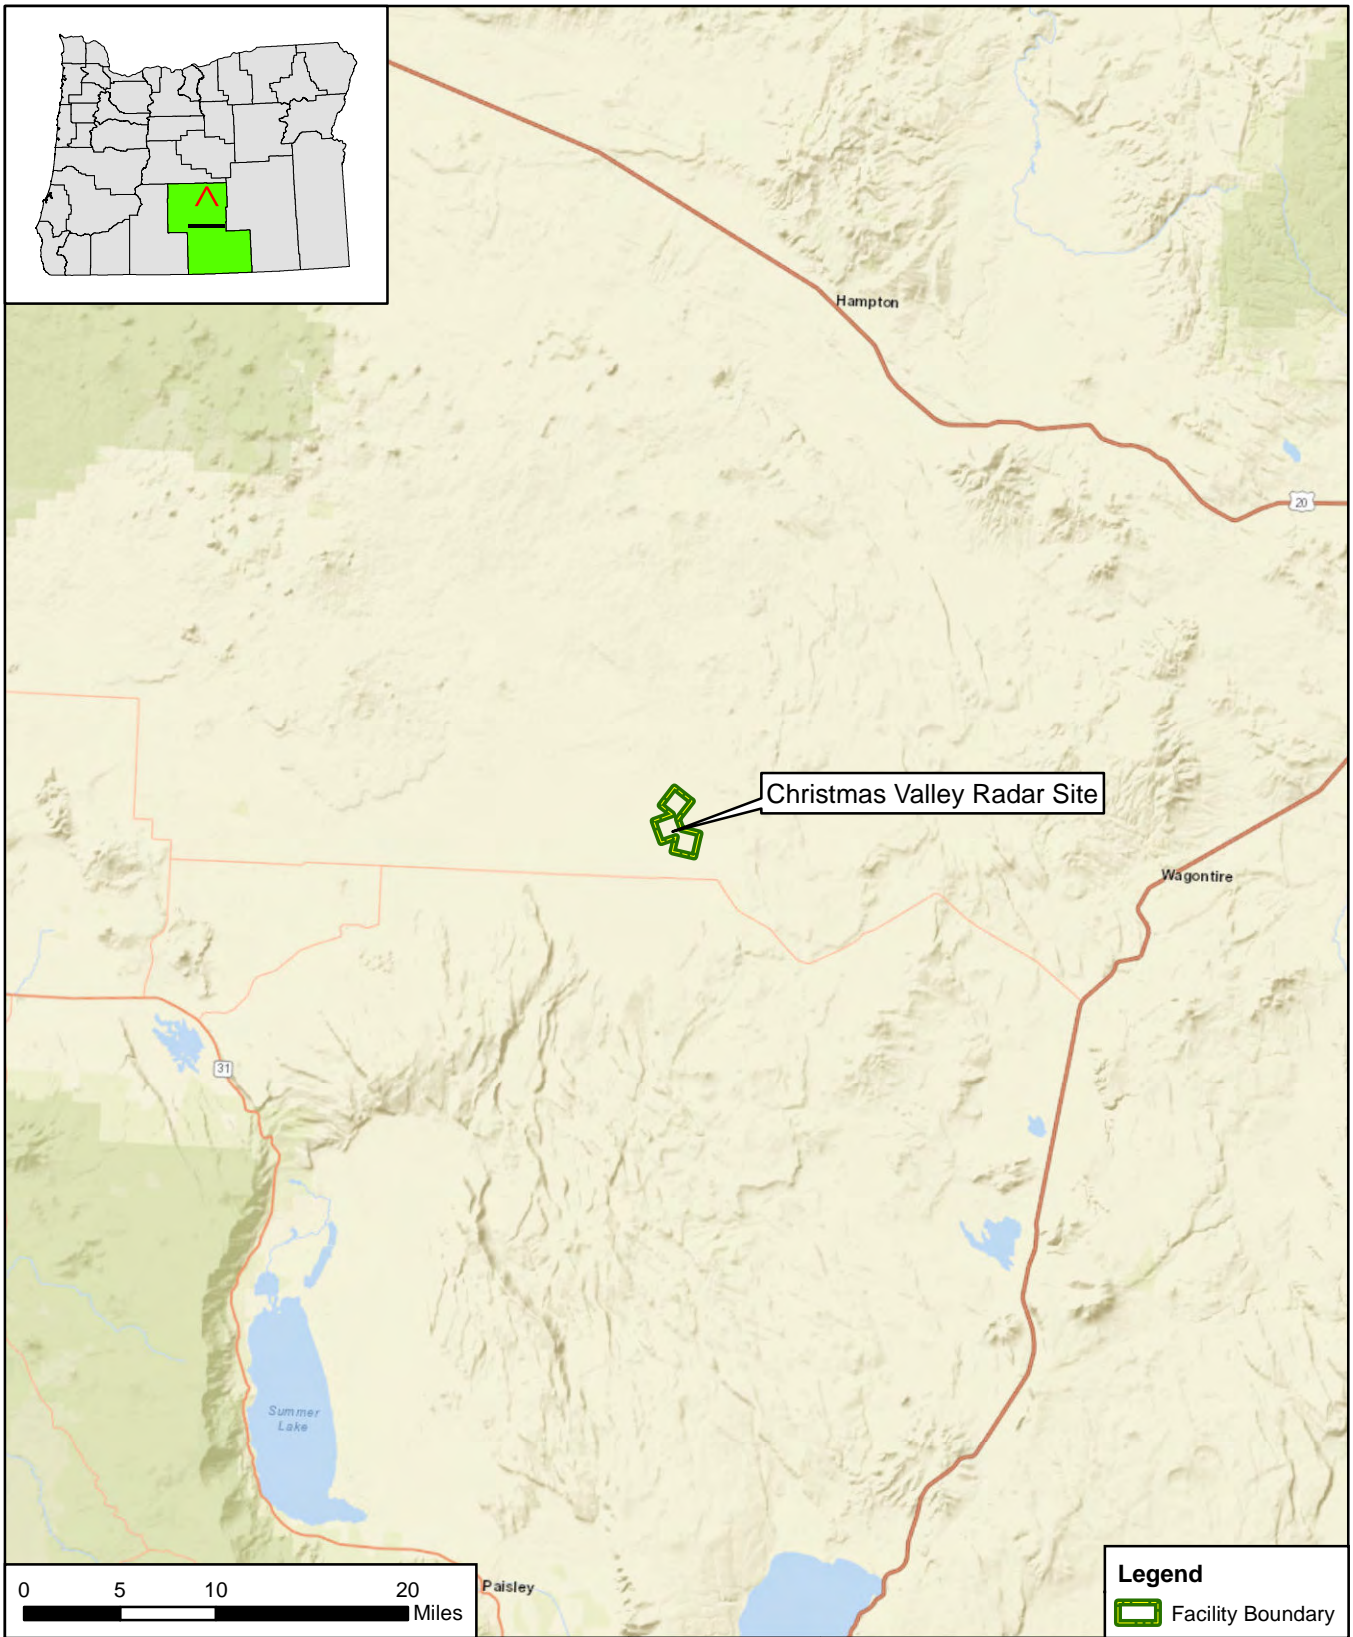 Hampton
20
Christmas Valley Radar Site
Wagontire
31
Summer
Lake
Paisley
0 5 10 20
Miles
Legend
Facility Boundary